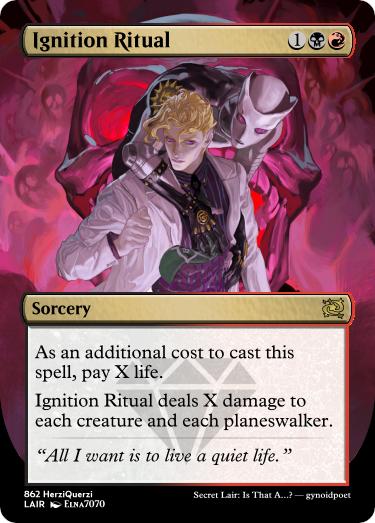 Ignition Ritual 1
Sorcery
As an additional cost to cast this
spell, pay X life.
Ignition Ritual deals X damage to
each creature and each planeswalker.
“All I want is to live a quiet life.”
862 HerziQuerzi
LAIR Elna7070
Secret Lair: Is That A...? — gynoidpoet